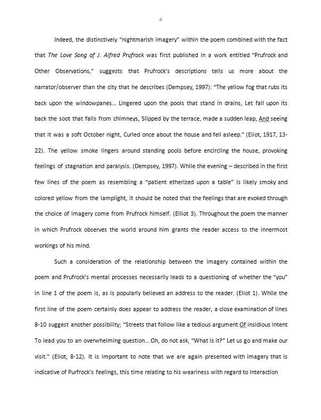 4
Indeed, the distinctively "nightmarish imagery" within the poem combined with the fact
that The Love Song of J. Alfred Prufrock was first published in a work entitled "Prufrock and
Other Observations," suggests that Prufrock's descriptions tells us more about the
narrator/observer than the city that he describes (Dempsey, 1997): "The yellow fog that rubs its
back upon the windowpanes… Lingered upon the pools that stand in drains, Let fall upon its
back the soot that falls from chimneys, Slipped by the terrace, made a sudden leap, And seeing
that it was a soft October night, Curled once about the house and fell asleep." (Eliot, 1917, 13-
22). The yellow smoke lingers around standing pools before encircling the house, provoking
feelings of stagnation and paralysis. (Dempsey, 1997). While the evening – described in the first
few lines of the poem as resembling a "patient etherized upon a table" is likely smoky and
colored yellow from the lamplight, it should be noted that the feelings that are evoked through
the choice of imagery come from Prufrock himself. (Elliot 3). Throughout the poem the manner
in which Prufrock observes the world around him grants the reader access to the innermost
workings of his mind.
Such a consideration of the relationship between the imagery contained within the
poem and Prufrock's mental processes necessarily leads to a questioning of whether the "you"
in line 1 of the poem is, as is popularly believed an address to the reader. (Eliot 1). While the
first line of the poem certainly does appear to address the reader, a close examination of lines
8-10 suggest another possibility; "Streets that follow like a tedious argument Of insidious intent
To lead you to an overwhelming question… Oh, do not ask, "What is it?" Let us go and make our
visit." (Eliot, 8-12). It is important to note that we are again presented with imagery that is
indicative of Purfrock's feelings, this time relating to his weariness with regard to interaction